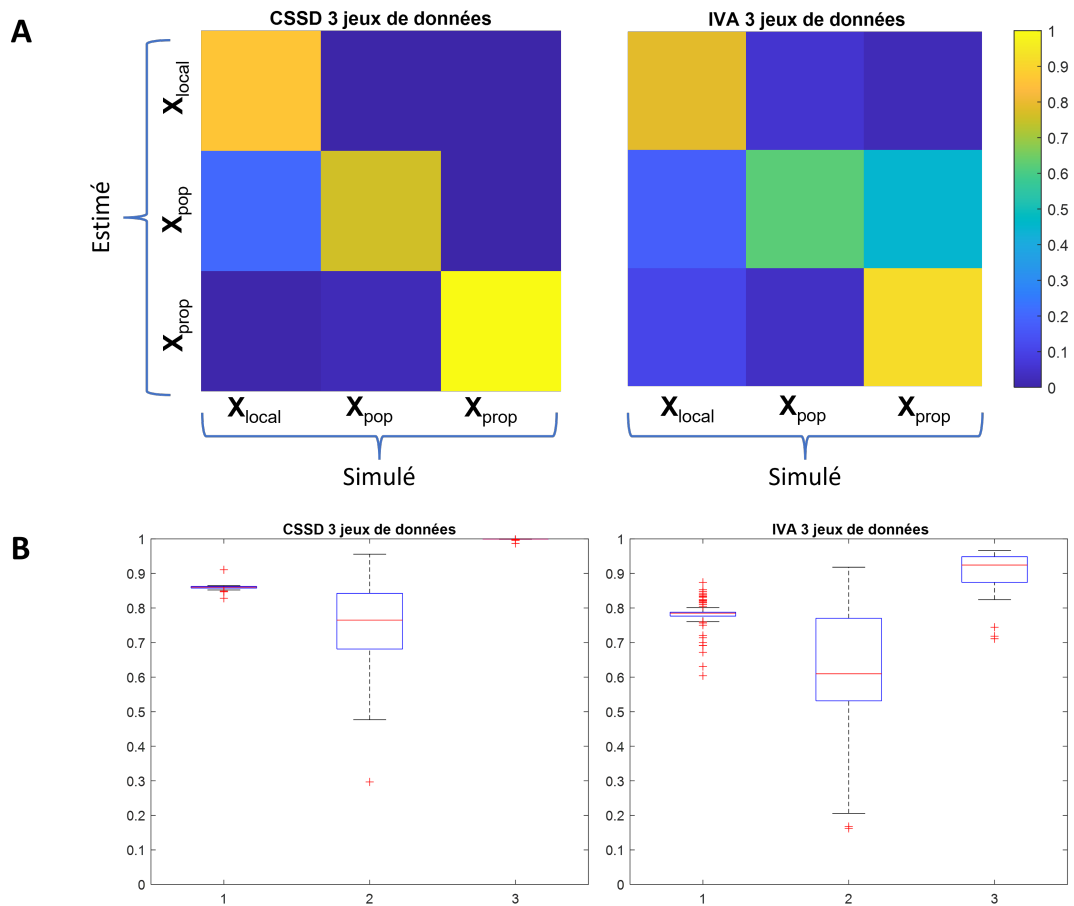 A
CSSD 3 jeux de données
IVA 3 jeux de données
Estimé
Xlocal
Xpop
Xprop
1
0.9
0.8
0.7
0.6
0.5
0.4
0.3
0.2
0.1
0
Xlocal Xpop Xprop
Simulé
Xlocal Xpop Xprop
Simulé
B
CSSD 3 jeux de données
1
0.9
0.8
0.7
0.6
0.5
0.4
0.3
0.2
0.1
0
1 2 3
IVA 3 jeux de données
1
0.9
0.8
0.7
0.6
0.5
0.4
0.3
0.2
0.1
0
1 2 3